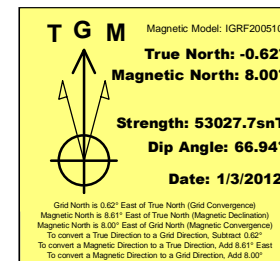 T G M
Magnetic Model: IGRF200510
True North: -0.62°
Magnetic North: 8.00°
Strength: 53027.7snT
Dip Angle: 66.94°
Date: 1/3/2012
Grid North is 0.62° East of True North (Grid Convergence)
Magnetic North is 8.61° East of True North (Magnetic Declination)
Magnetic North is 8.00° East of Grid North (Magnetic Convergence)
To convert a True Direction to a Grid Direction, Subtract 0.62°
To convert a Magnetic Direction to a True Direction, Add 8.61° East
To convert a Magnetic Direction to a Grid Direction, Add 8.00°